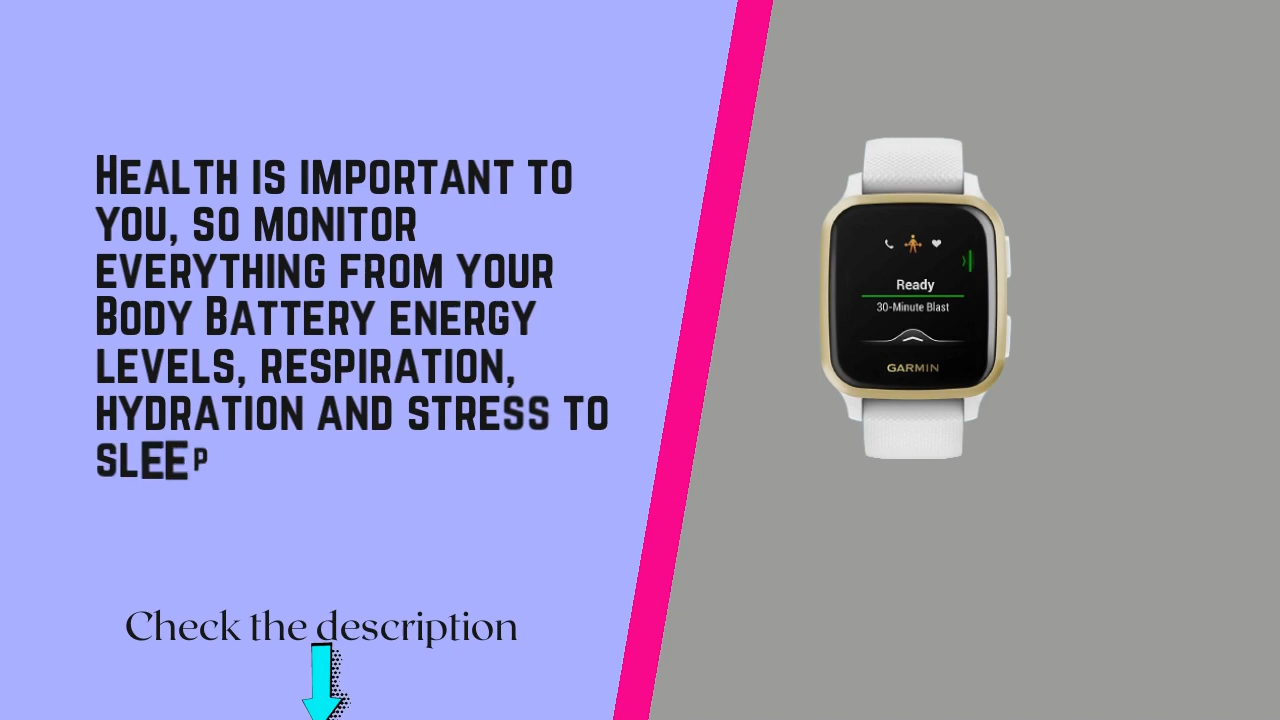 Health is important to
you, so monitor
everything from your
Body Battery energy
levels, respiration,
hydration and stress to
sleep
Check the description
Ready
30-Minute Blast
GARMIN